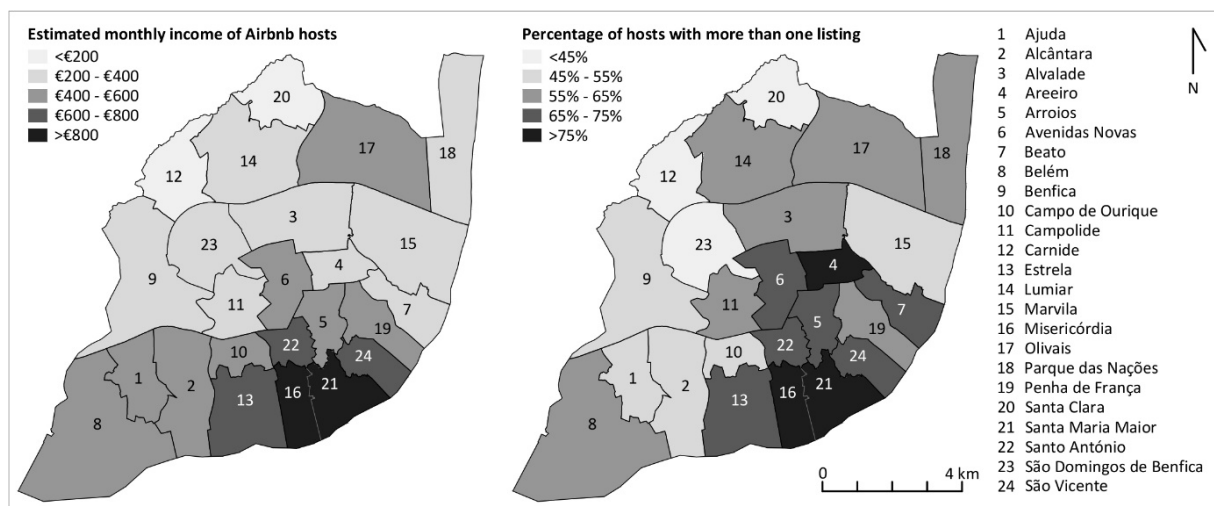 Estimated monthly income of Airbnb hosts
<€200
€200 - €400
€400 - €600
€600 - €800
>€800
20
17
18
14
12
3
23
15
9
4
6
11
7
5
19
22
10
24
1
2
21
16
13
8
Percentage of hosts with more than one listing
<45%
45% - 55%
55% - 65%
65% - 75%
>75%
20
17
18
14
12
3
23
15
4
9
6
11
7
5
19
22
10
24
1
2
21
16
13
8
0 4 km
N
1 Ajuda
2 Alcântara
3 Alvalade
4 Areeiro
5 Arroios
6 Avenidas Novas
7 Beato
8 Belém
9 Benfica
10 Campo de Ourique
11 Campolide
12 Carnide
13 Estrela
14 Lumiar
15 Marvila
16 Misericórdia
17 Olivais
18 Parque das Nações
19 Penha de França
20 Santa Clara
21 Santa Maria Maior
22 Santo António
23 São Domingos de Benfica
24 São Vicente